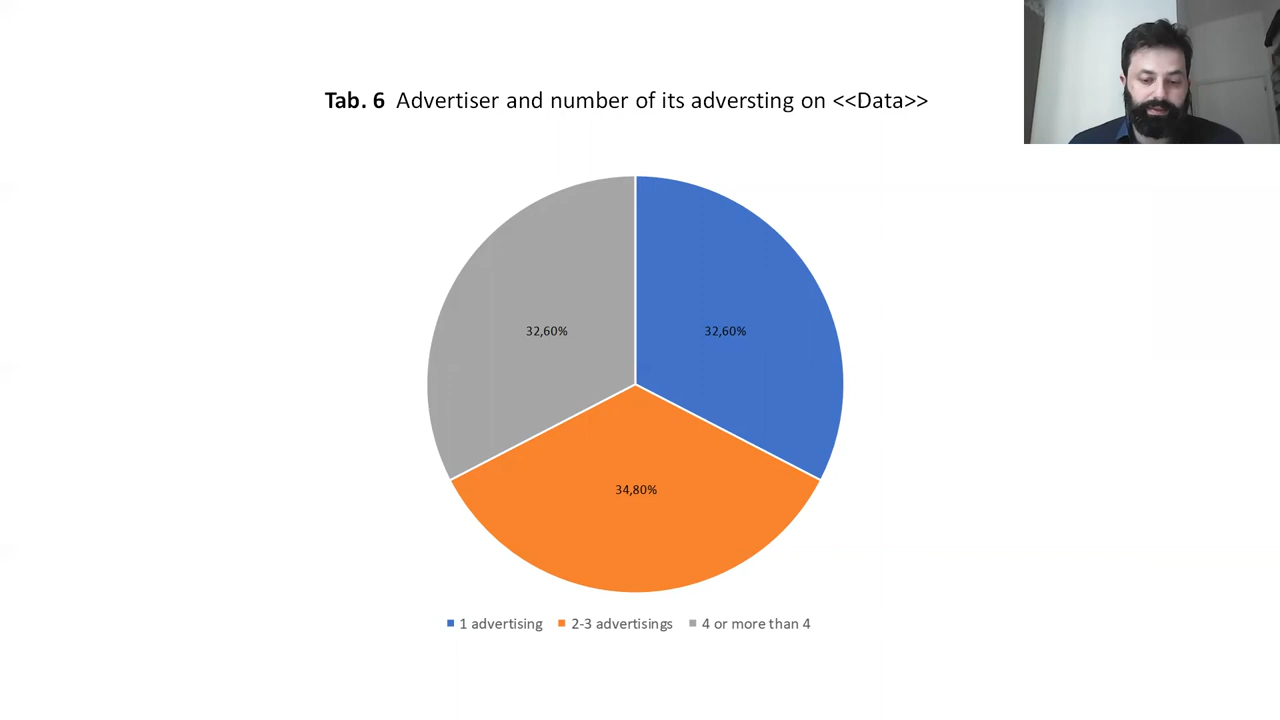 Tab. 6 Advertiser and number of its adversting on <<Data>>
32,60% 32,60%
34,80%
1 advertising 2-3 advertisings 4 or more than 4